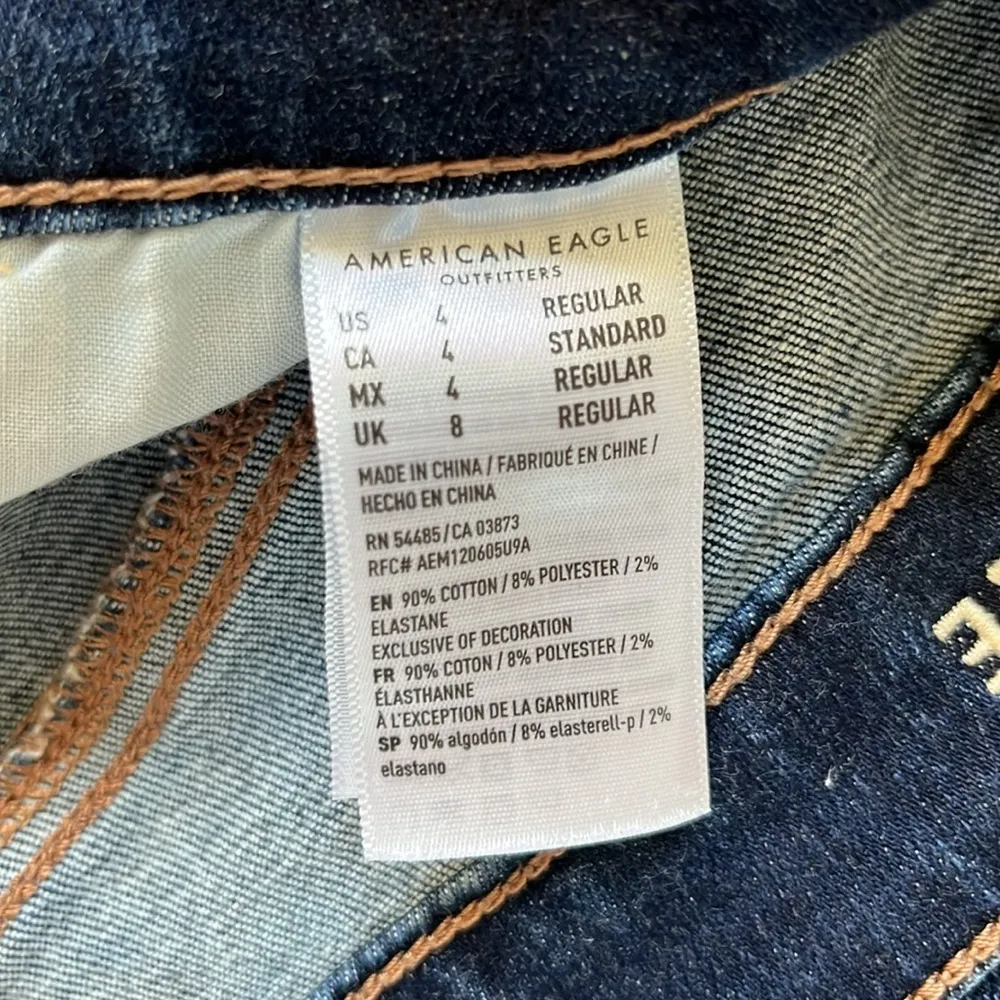 AMERICAN EAGLE
OUTFITTERS
US 4 REGULAR
CA 4 STANDARD
MX 4 REGULAR
UK 8 REGULAR
MADE IN CHINA / FABRIQUÉ EN CHINE /
HECHO EN CHINA
RN 54485/CA 03873
RFC# AEM120605U9A
EN 90% COTTON / 8% POLYESTER / 2%
ELASTANE
EXCLUSIVE OF DECORATION
FR 90% COTON / 8% POLYESTER / 2%
ÉLASTHANNE
À L'EXCEPTION DE LA GARNITURE
SP 90% algodón / 8% elasterell-p / 2%
elastano